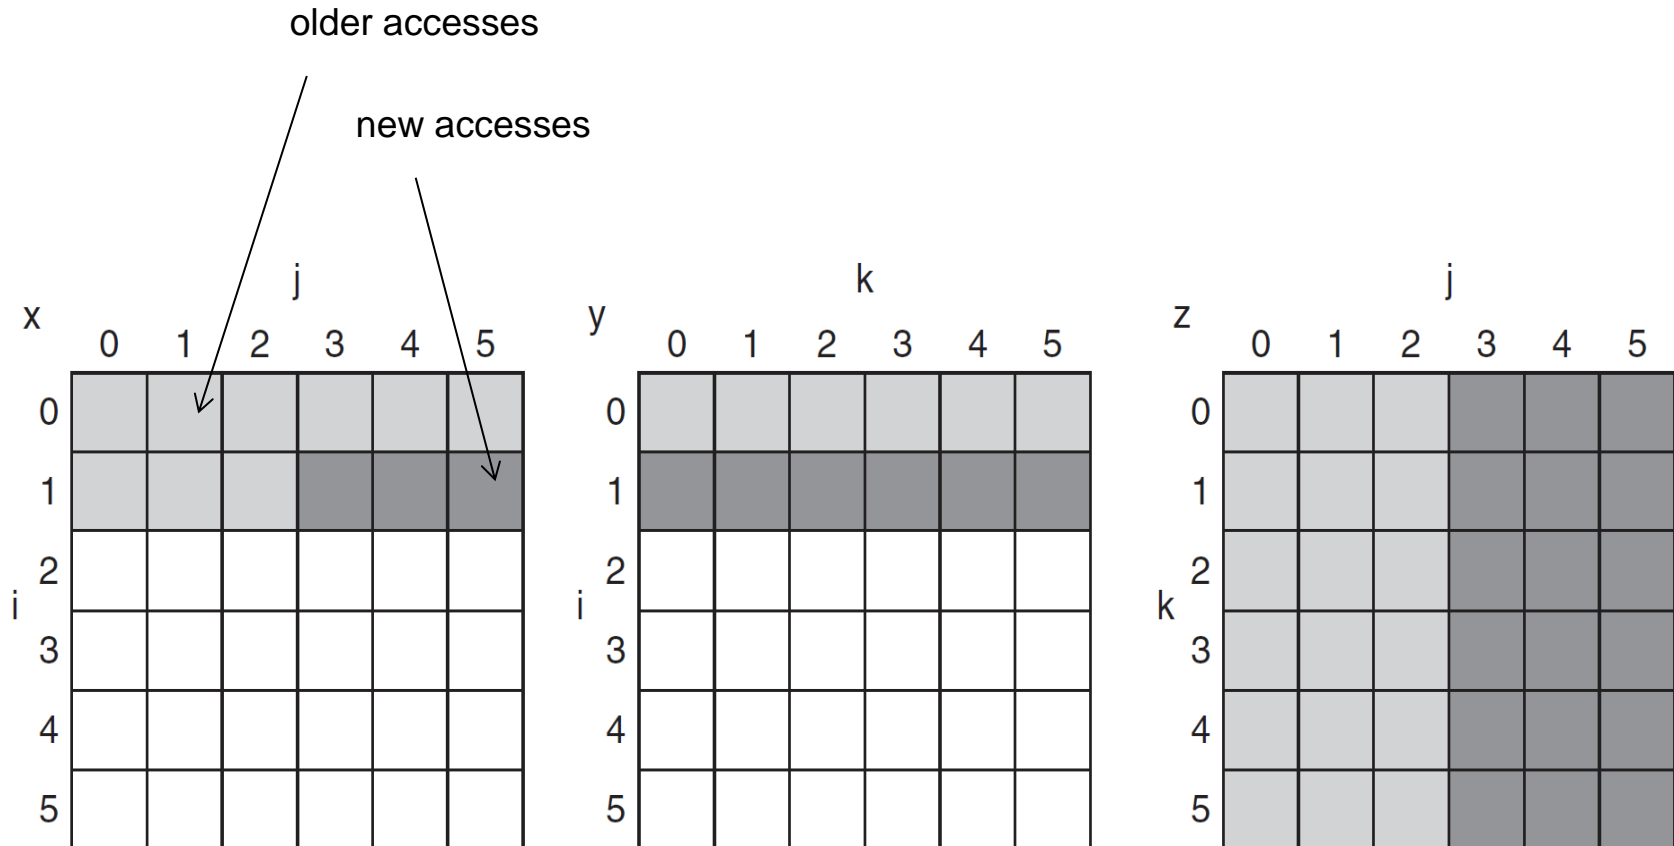 older accesses
new accesses
j k j
x y z
0 1 2 3 4 5 0 1 2 3 4 5 0 1 2 3 4 5
0 0 0
1 1 1
2 2 2
i i k
3 3 3
4 4 4
5 5 5